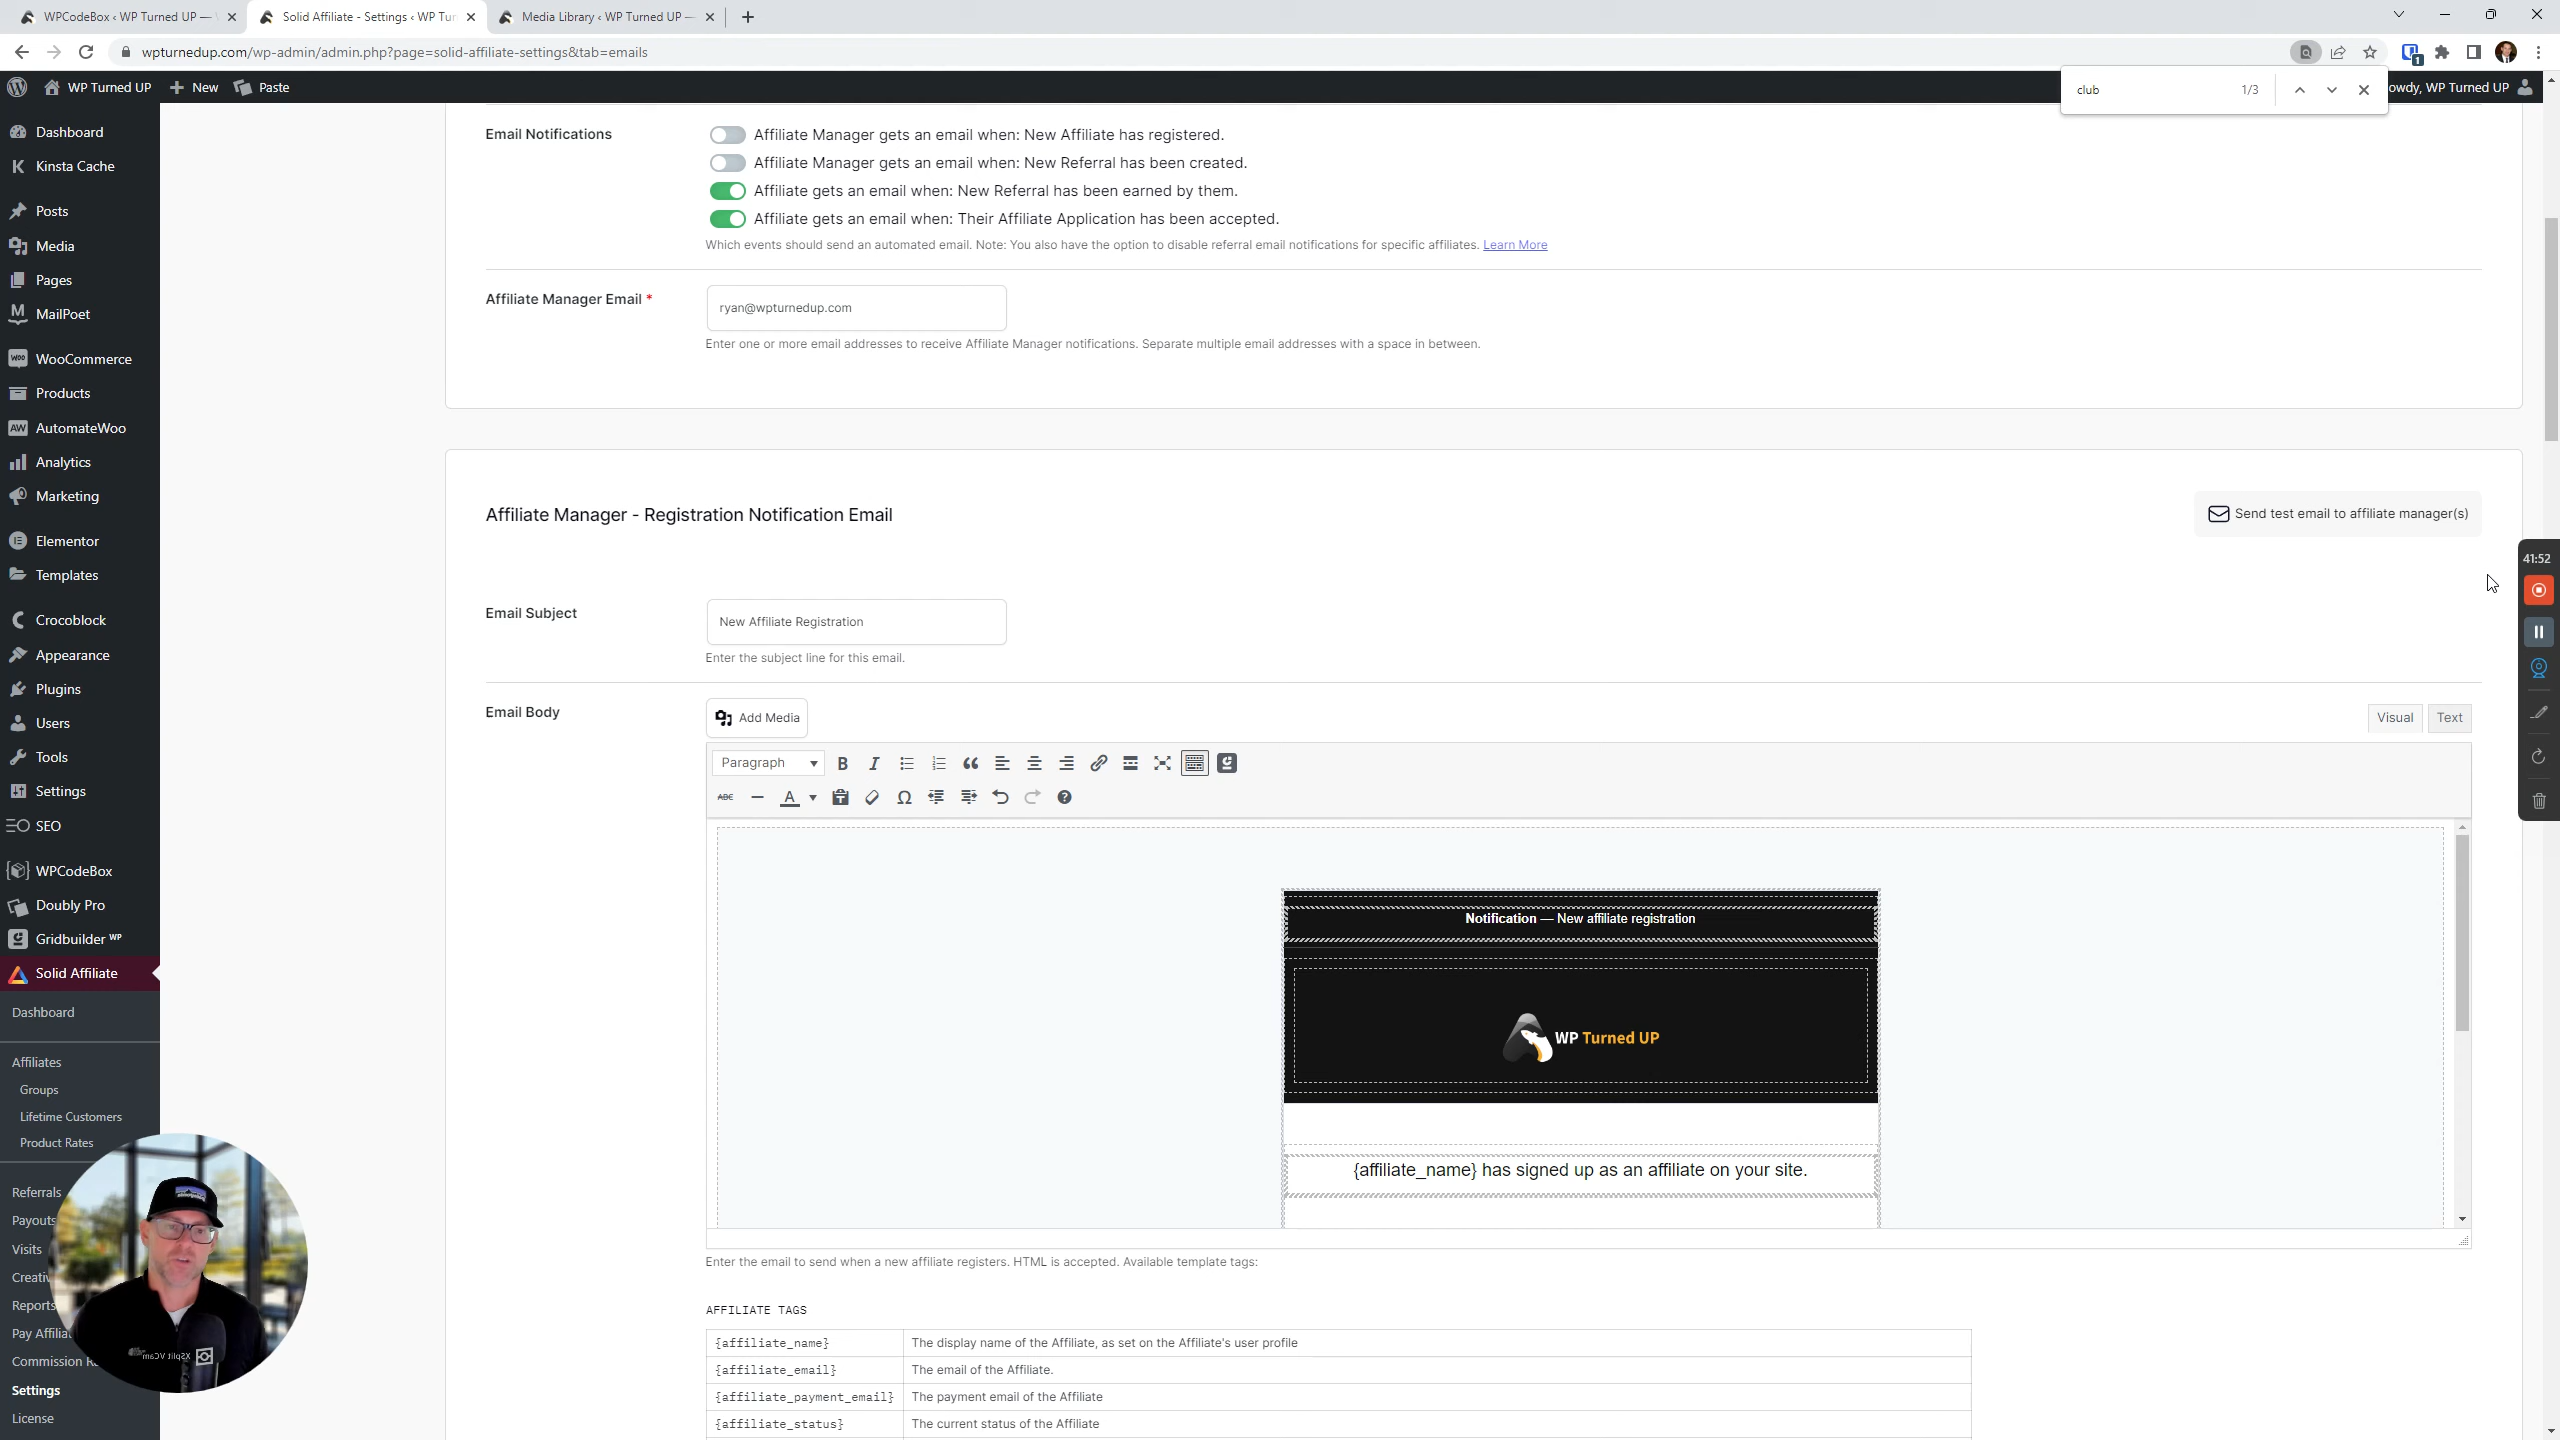 WPCodeBox ‹ WP Turned UP —
Solid Affiliate - Settings ‹ WP Tur
Media Library ‹ WP Turned UP —
wpturnedup.com/wp-admin/admin.php?page=solid-affiliate-settings&tab=emails
1
WP Turned UP
New
Paste
club
1/3
owdy, WP Turned UP
Dashboard
Kinsta Cache
Posts
Media
Pages
MailPoet
WooCommerce
Products
AutomateWoo
Analytics
Marketing
Elementor
Templates
Crocoblock
Appearance
Plugins
Users
Tools
Settings
SEO
WPCodeBox
Doubly Pro
Gridbuilder WP
Solid Affiliate
Dashboard
Affiliates
Groups
Lifetime Customers
Product Rates
Referrals
Payouts
Visits
Creativ
Reports
Pay Affilia
Commission R
Settings
License
XSplit VCam
Email Notifications
Affiliate Manager gets an email when: New Affiliate has registered.
Affiliate Manager gets an email when: New Referral has been created.
Affiliate gets an email when: New Referral has been earned by them.
Affiliate gets an email when: Their Affiliate Application has been accepted.
Which events should send an automated email. Note: You also have the option to disable referral email notifications for specific affiliates. Learn More
Affiliate Manager Email *
ryan@wpturnedup.com
Enter one or more email addresses to receive Affiliate Manager notifications. Separate multiple email addresses with a space in between.
Affiliate Manager - Registration Notification Email
Send test email to affiliate manager(s)
41:52
Email Subject
New Affiliate Registration
Enter the subject line for this email.
Email Body
Add Media
Visual
Text
Paragraph
B
I
ABC
A
Notification — New affiliate registration
WP Turned UP
{affiliate_name} has signed up as an affiliate on your site.
Enter the email to send when a new affiliate registers. HTML is accepted. Available template tags:
AFFILIATE TAGS
{affiliate_name}
The display name of the Affiliate, as set on the Affiliate's user profile
{affiliate_email}
The email of the Affiliate.
{affiliate_payment_email}
The payment email of the Affiliate
{affiliate_status}
The current status of the Affiliate